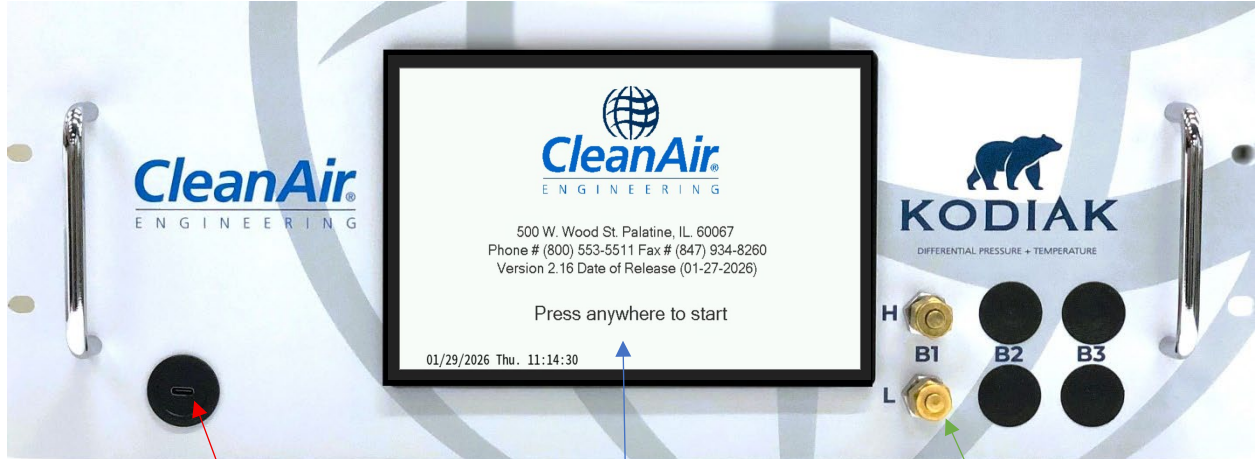 CleanAir®
ENGINEERING
CleanAir®
ENGINEERING
500 W. Wood St. Palatine, IL. 60067
Phone # (800) 553-5511 Fax # (847) 934-8260
Version 2.16 Date of Release (01-27-2026)
Press anywhere to start
01/29/2026 Thu. 11:14:30
KODIAK
DIFFERENTIAL PRESSURE + TEMPERATURE
H
B1 B2 B3
L